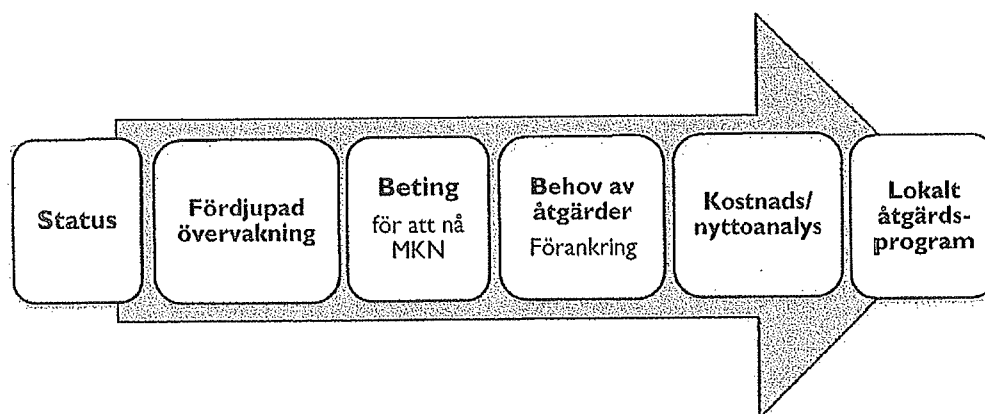 Status
Fördjupad
övervakning
Beting
för att nå
MKN
Behov av
åtgärder
Förankring
Kostnads/
nyttoanalys
Lokalt
åtgärds-
program